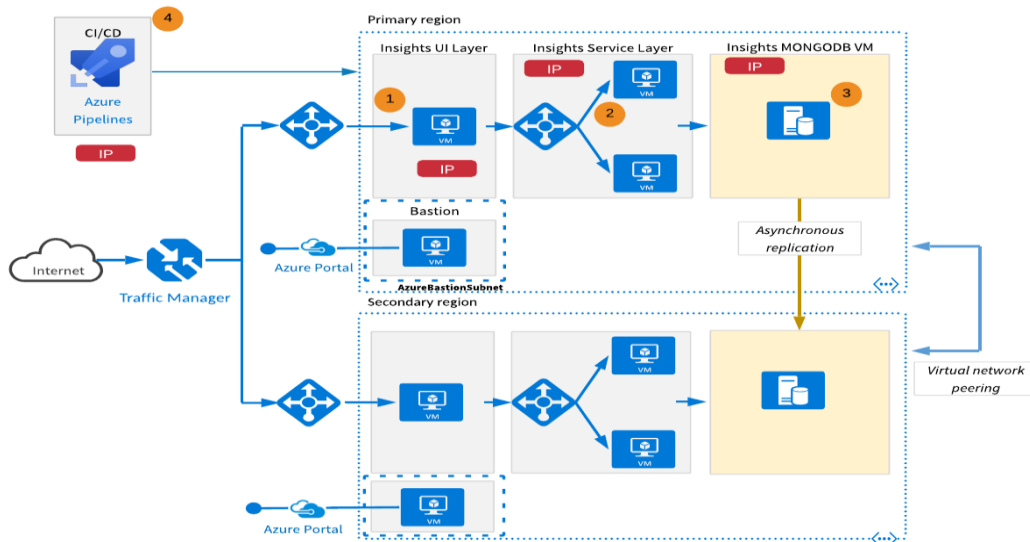 4
CI/CD
Azure
Pipelines
IP
Primary region
Insights UI Layer
Insights Service Layer
Insights MONGODB VM
1
VM
IP
IP
VM
2
VM
IP
3
Bastion
VM
Azure Portal
AzureBastionSubnet
Internet
Traffic Manager
Asynchronous
replication
Virtual network
peering
Secondary region
VM
VM
VM
VM
Azure Portal